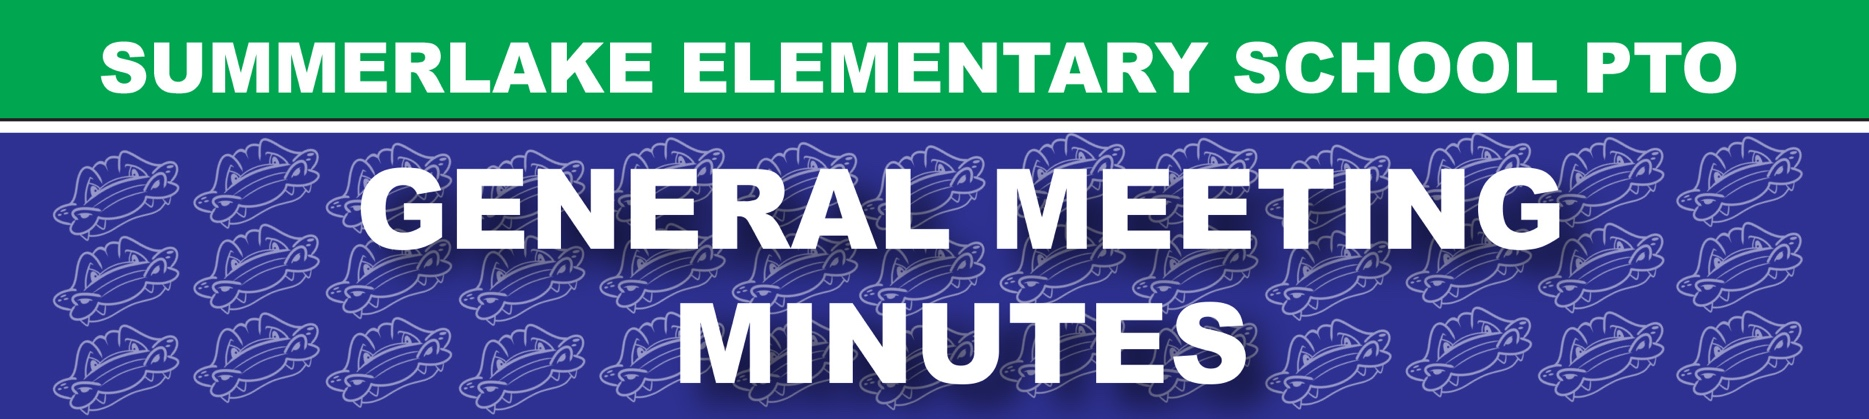 SUMMERLAKE ELEMENTARY SCHOOL PTO
GENERAL MEETING
MINUTES